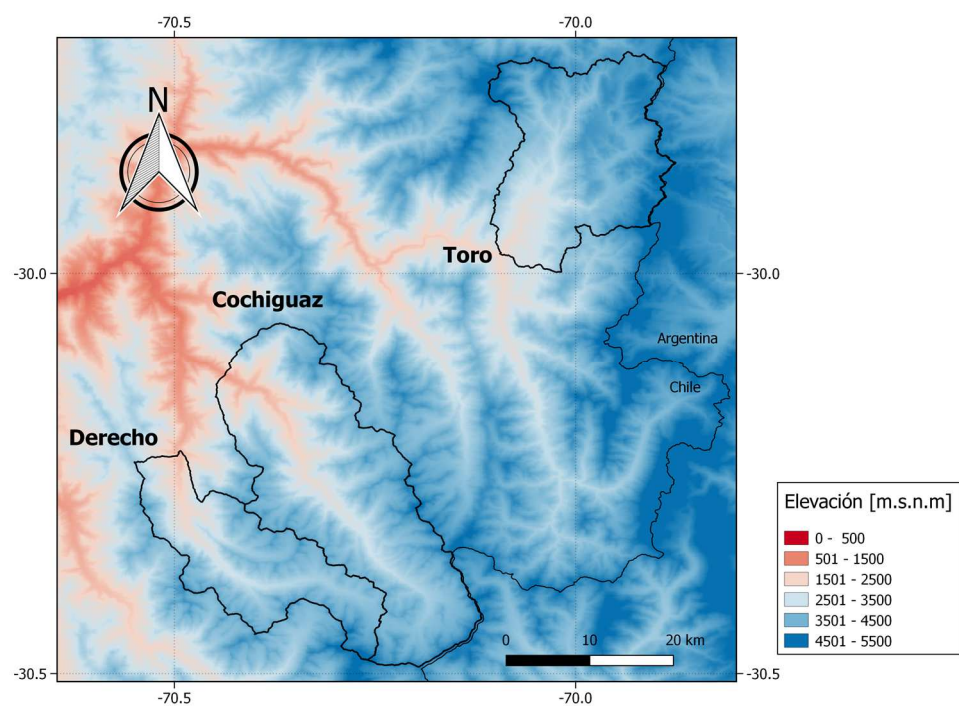 -70.5
-70.0
N
Toro
-30.0
-30.0
Cochiguaz
Argentina
Chile
Derecho
Elevación [m.s.n.m]
0 - 500
501 - 1500
1501 - 2500
2501 - 3500
3501 - 4500
4501 - 5500
0
10
20 km
-30.5
-30.5
-70.5
-70.0